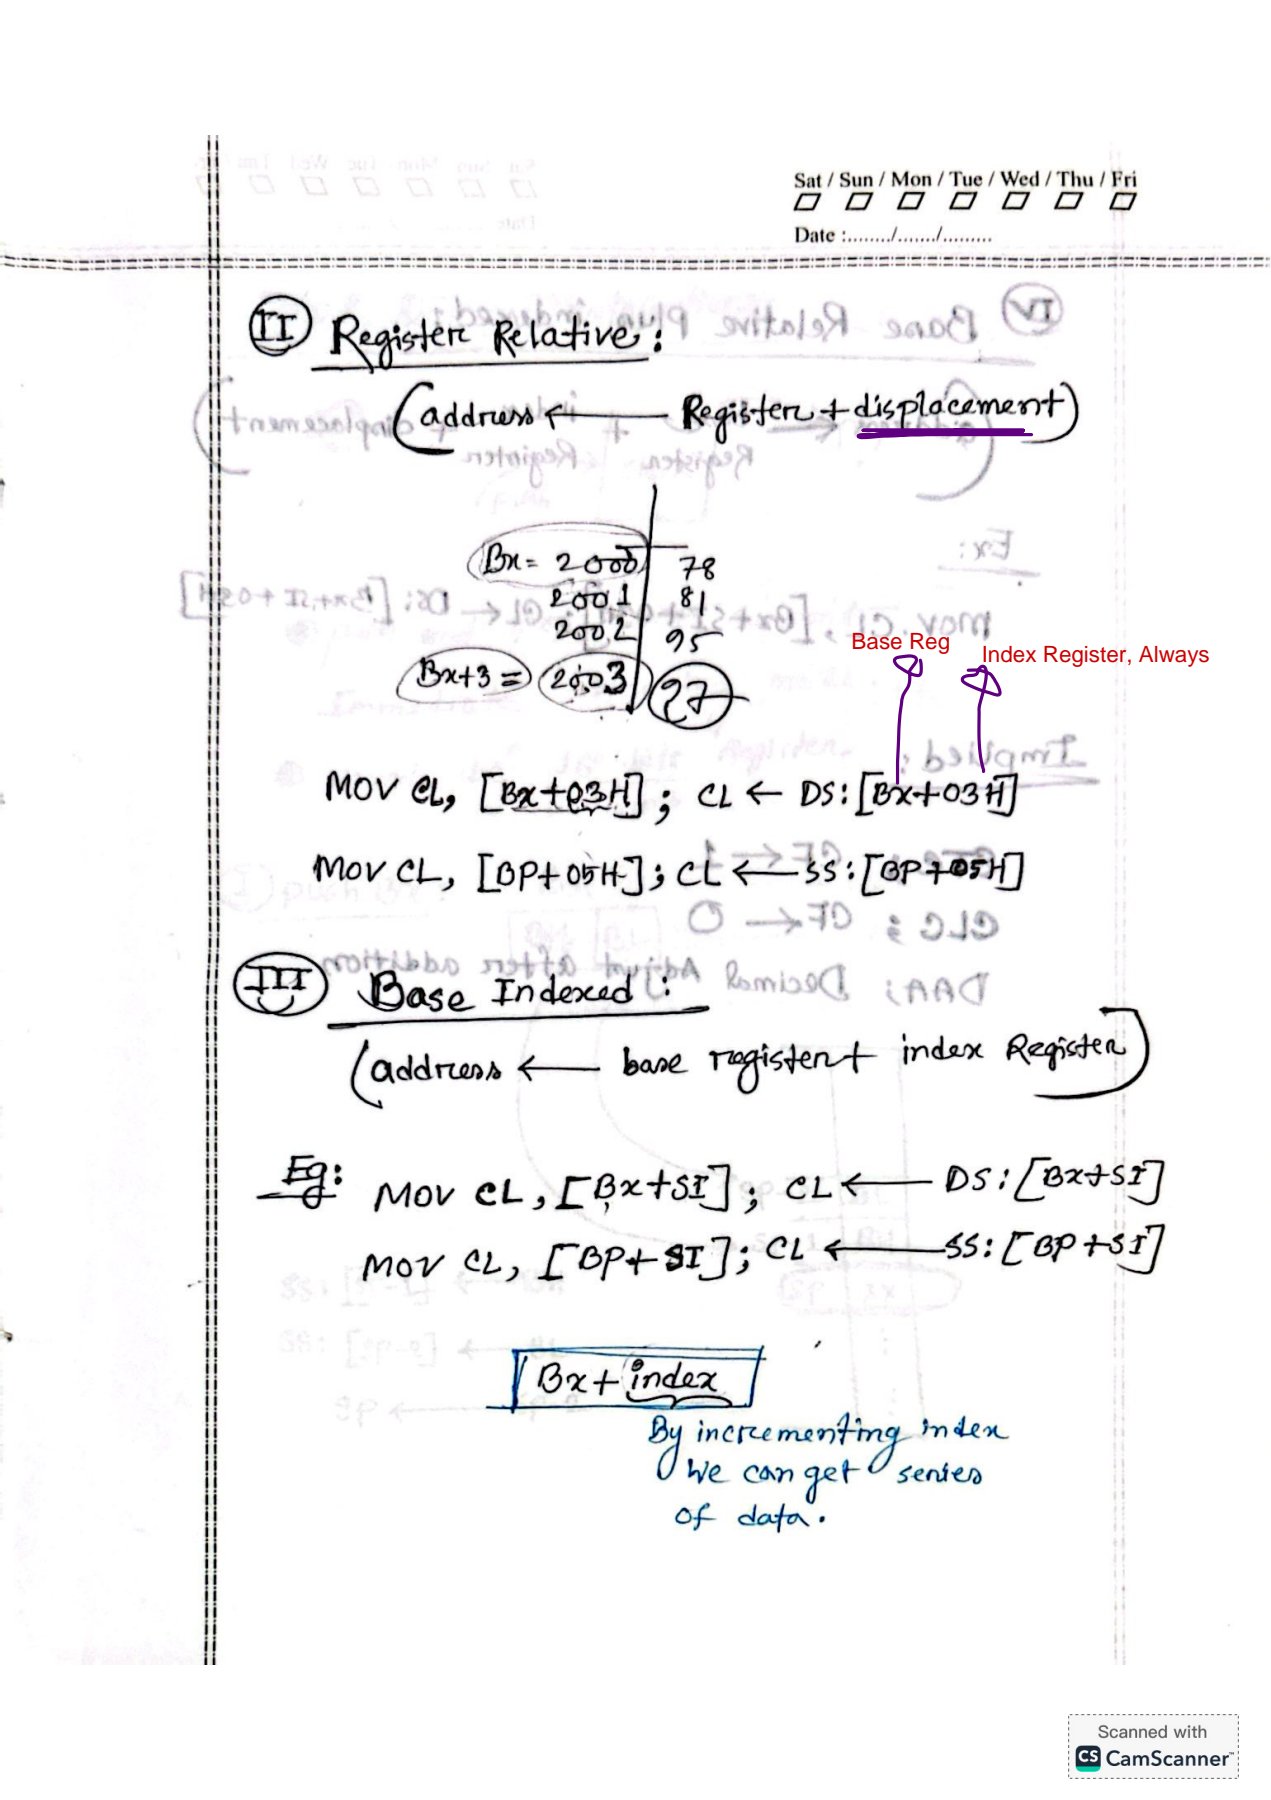 Sat / Sun / Mon / Tue / Wed / Thu / Fri
Date :......../......./.........
II Register Relative :
(address ← Register + displacement)
Bx = 2000 78
2001 81
2002 95
Bx+3 = 2003 27
Base Reg
Index Register, Always
MOV CL, [Bx+03H]; CL ← DS:[Bx+03H]
MOV CL, [BP+05H]; CL ← SS:[BP+05H]
III Base Indexed :
(address ← base register + index Register)
Eg: MOV CL, [Bx+SI]; CL ← DS:[Bx+SI]
MOV CL, [BP+SI]; CL ← SS:[BP+SI]
Bx + index
By incrementing index
we can get series
of data.
Scanned with
CS CamScanner